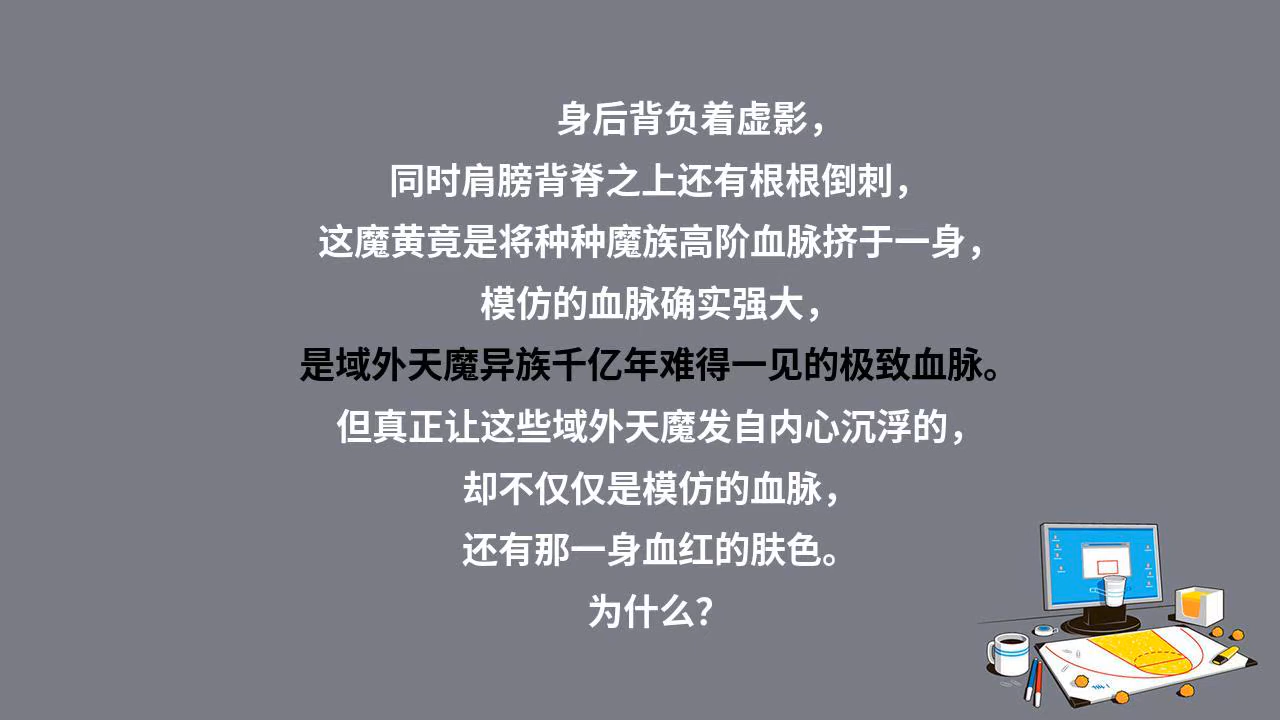 身后背负着虚影，
同时肩膀背脊之上还有根根倒刺，
这魔黄竟是将种种魔族高阶血脉挤于一身，
模仿的血脉确实强大，
是域外天魔异族千亿年难得一见的极致血脉。
但真正让这些域外天魔发自内心沉浮的，
却不仅仅是模仿的血脉，
还有那一身血红的肤色。
为什么？